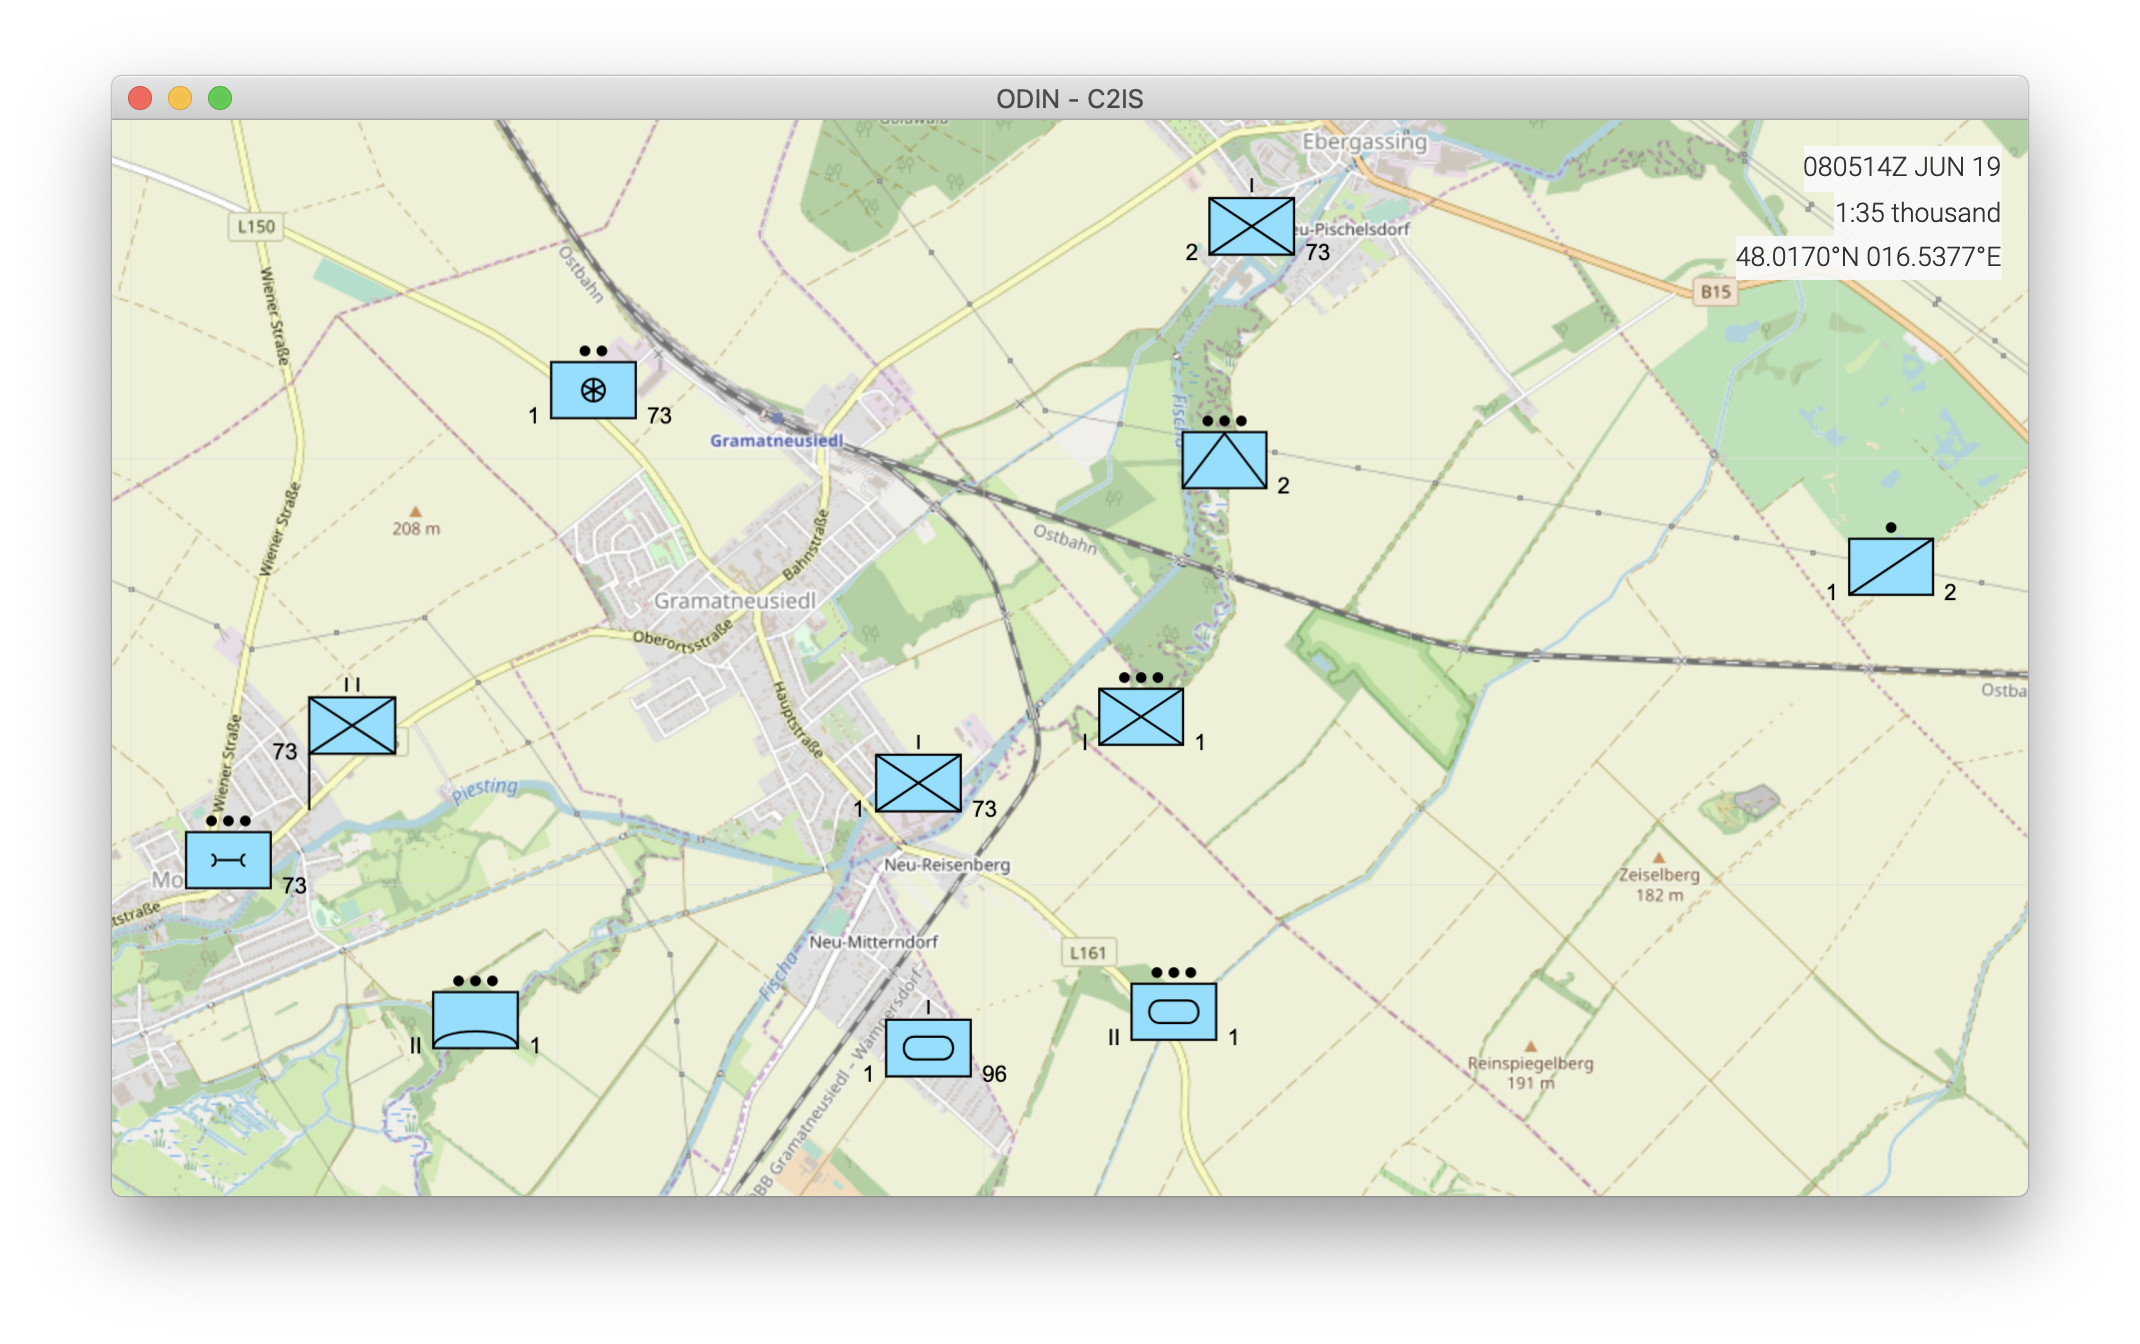 ODIN - C2IS
Ebergassing
080514Z JUN 19
1:35 thousand
48.0170°N 016.5377°E
L150
Wiener Straße
Ostbahn
I
2
73
eu-Pischelsdorf
B15
1
73
Gramatneusiedl
Fischa
2
208 m
Wiener Straße
Bahnstraße
Ostbahn
1
2
Gramatneusiedl
Oberortsstraße
Hauptstraße
Ostba
I I
73
Wiener Straße
I
1
I
1
73
Piesting
Mo
73
tstraße
Neu-Reisenberg
Zeiselberg
182 m
Neu-Mitterndorf
Fischa
L161
II
1
I
1
96
II
1
Reinspiegelberg
191 m
ÖBB Gramatneusiedl – Wampersdorf